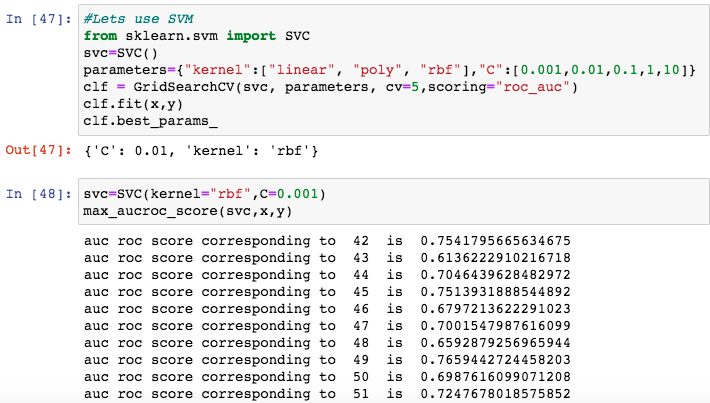 In [47]: #Lets use SVM
from sklearn.svm import SVC
svc=SVC()
parameters={"kernel":["linear", "poly", "rbf"],"C":[0.001,0.01,0.1,1,10]}
clf = GridSearchCV(svc, parameters, cv=5,scoring="roc_auc")
clf.fit(x,y)
clf.best_params_
Out[47]: {'C': 0.01, 'kernel': 'rbf'}
In [48]: svc=SVC(kernel="rbf",C=0.001)
max_aucroc_score(svc,x,y)
auc roc score corresponding to  42  is  0.7541795665634675
auc roc score corresponding to  43  is  0.6136222910216718
auc roc score corresponding to  44  is  0.7046439628482972
auc roc score corresponding to  45  is  0.7513931888544892
auc roc score corresponding to  46  is  0.6797213622291023
auc roc score corresponding to  47  is  0.7001547987616099
auc roc score corresponding to  48  is  0.6592879256965944
auc roc score corresponding to  49  is  0.7659442724458203
auc roc score corresponding to  50  is  0.6987616099071208
auc roc score corresponding to  51  is  0.7247678018575852